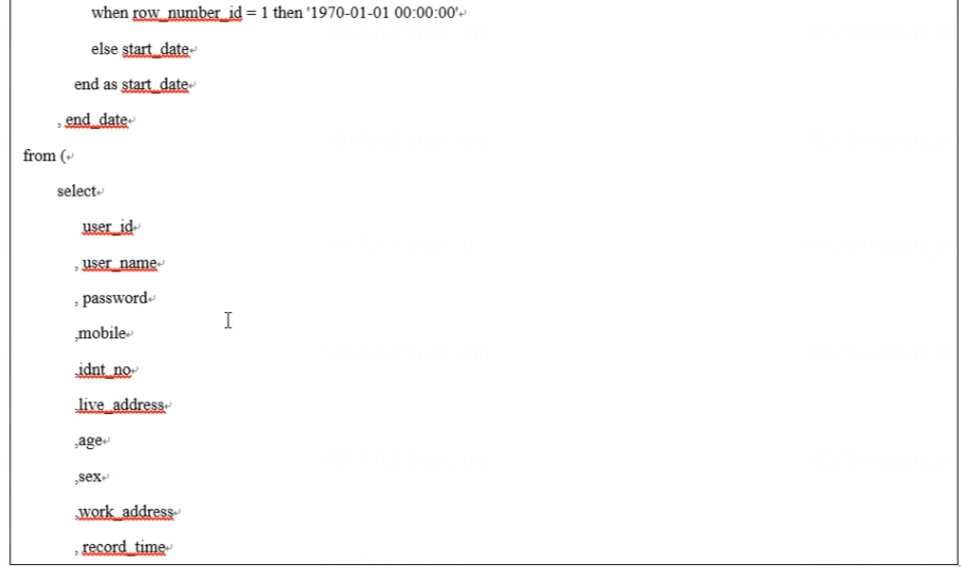 when row_number_id = 1 then '1970-01-01 00:00:00'
else start_date
end as start_date
, end_date
from (
select
user_id
, user_name
, password
,mobile
,idnt_no
,live_address
,age
,sex
,work_address
, record_time